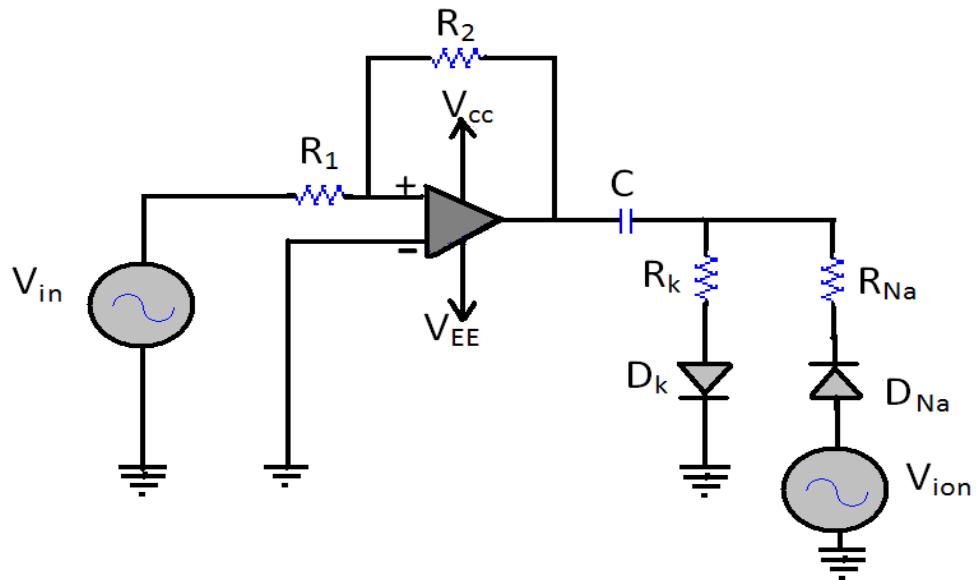 R2
Vcc
R1
+
-
C
Vin
Rk
RNa
VEE
Dk
DNa
Vion